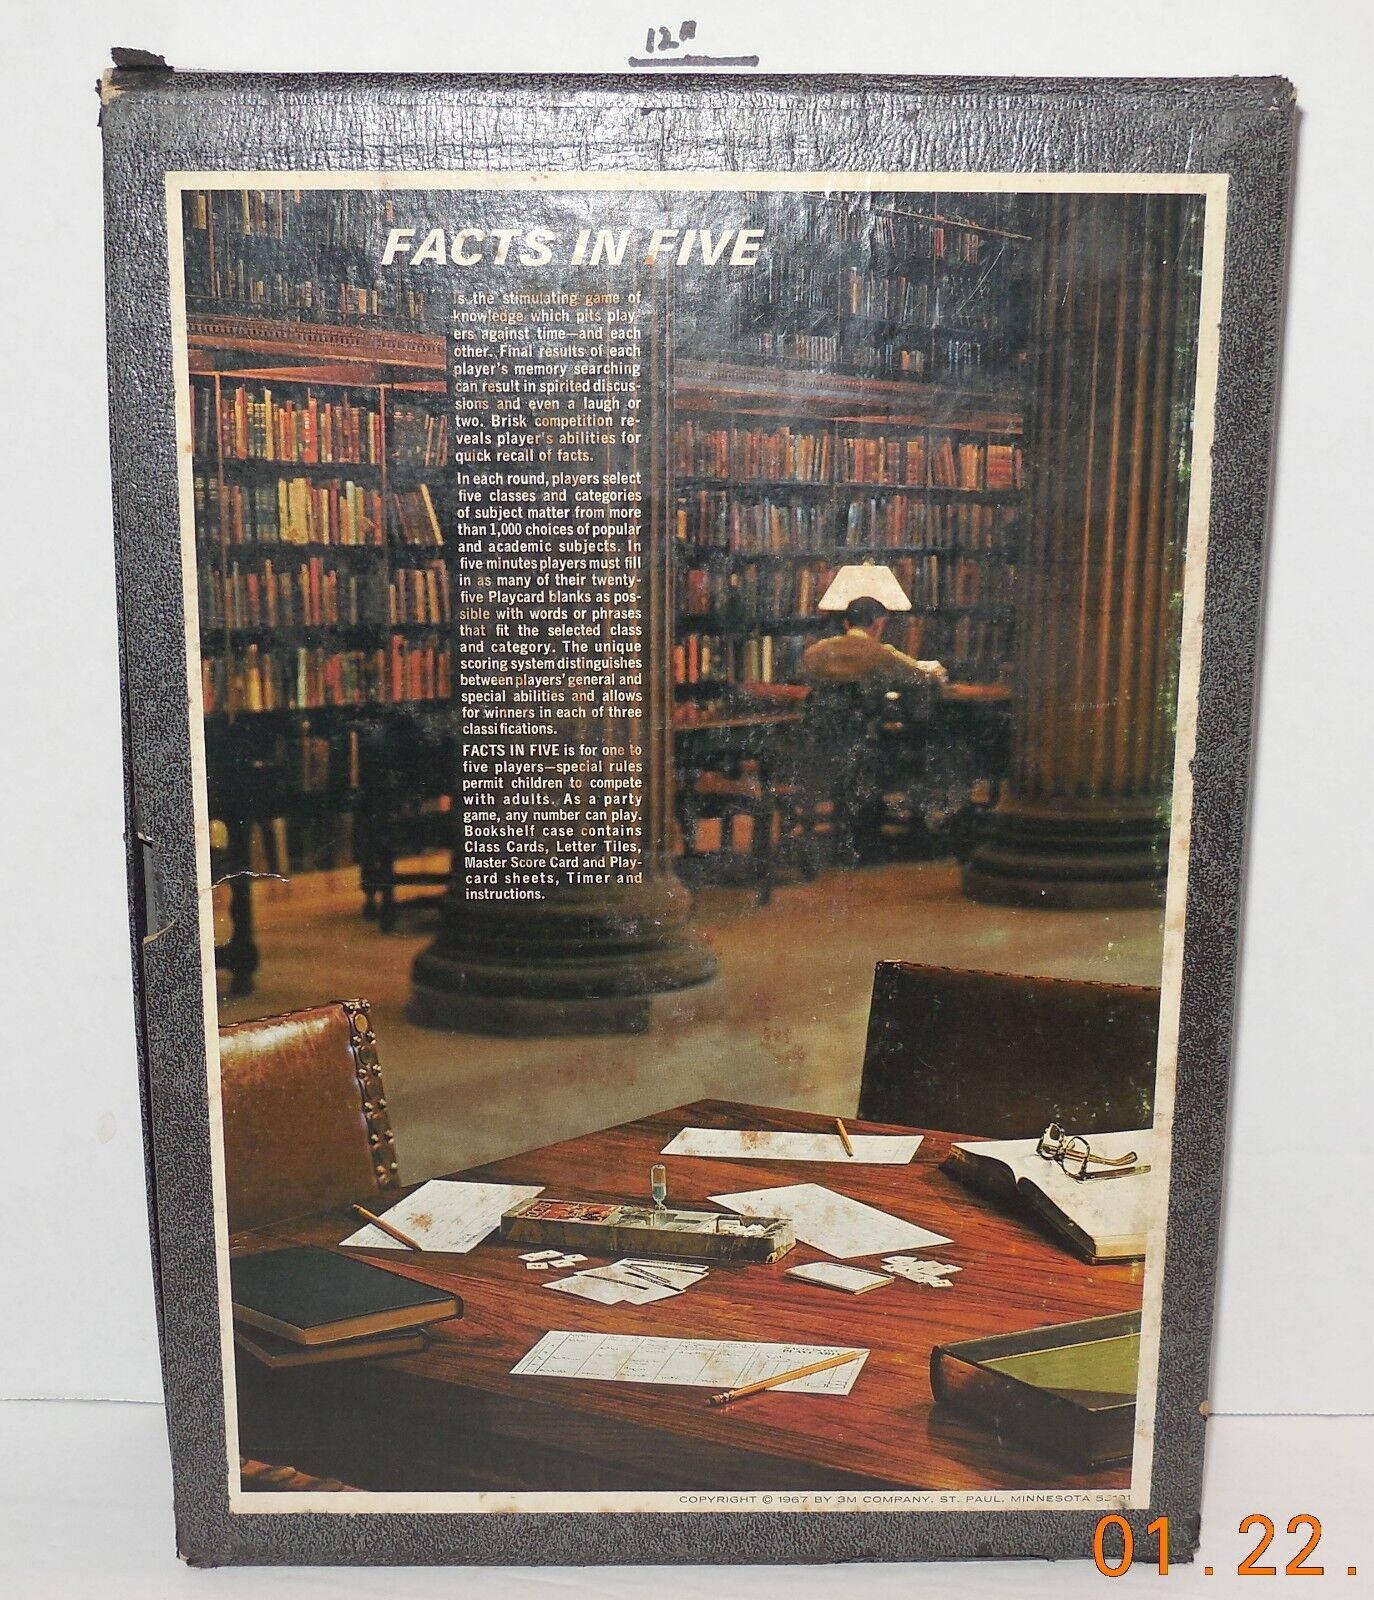 12"
FACTS IN FIVE
is the stimulating game of
knowledge which pits play-
ers against time—and each
other. Final results of each
player's memory searching
can result in spirited discus-
sions and even a laugh or
two. Brisk competition re-
veals player's abilities for
quick recall of facts.
In each round, players select
five classes and categories
of subject matter from more
than 1,000 choices of popular
and academic subjects. In
five minutes players must fill
in as many of their twenty-
five Playcard blanks as pos-
sible with words or phrases
that fit the selected class
and category. The unique
scoring system distinguishes
between players' general and
special abilities and allows
for winners in each of three
classifications.
FACTS IN FIVE is for one to
five players—special rules
permit children to compete
with adults. As a party
game, any number can play.
Bookshelf case contains
Class Cards, Letter Tiles,
Master Score Card and Play-
card sheets, Timer and
instructions.
COPYRIGHT © 1967 BY 3M COMPANY, ST. PAUL, MINNESOTA
01.22.